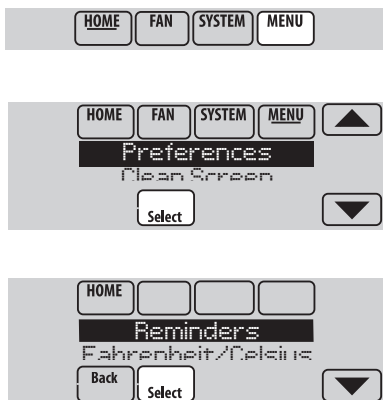 HOME FAN SYSTEM MENU
HOME FAN SYSTEM MENU
Preferences
Clean Screen
Select
HOME
Reminders
Fahrenheit/Celsius
Back Select